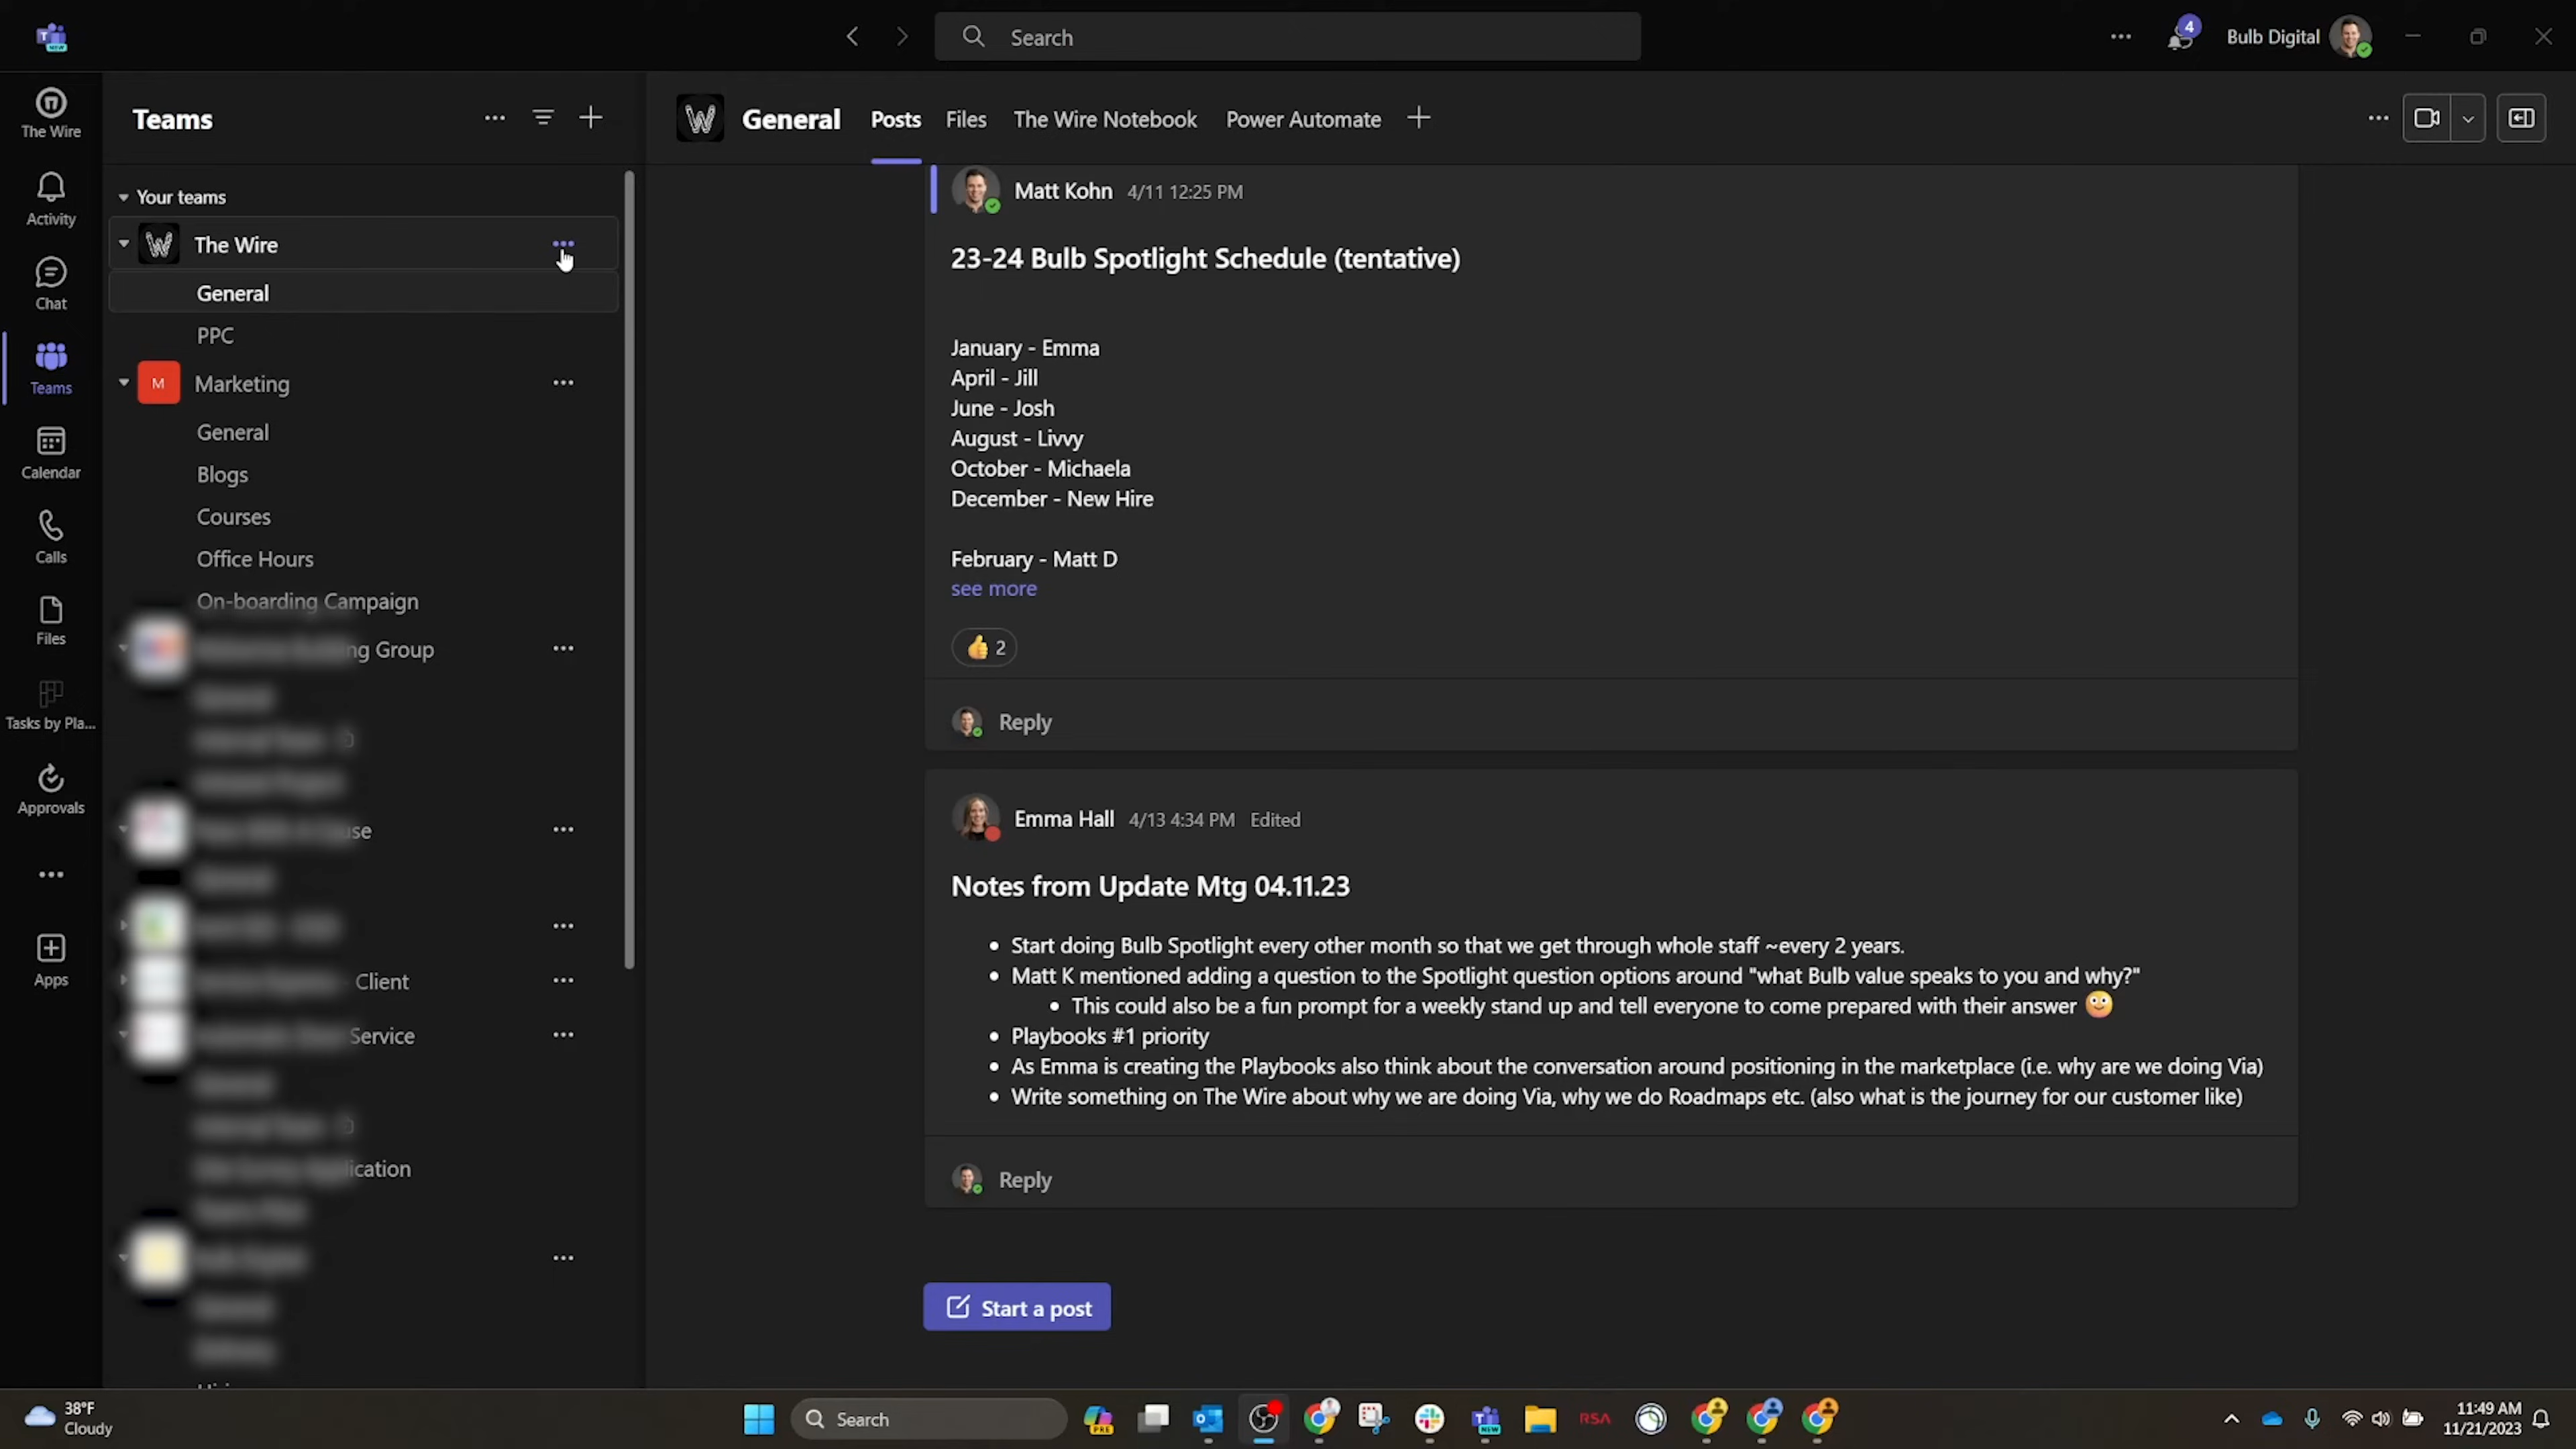 Search
4
Bulb Digital
The Wire
Activity
Chat
Teams
Calendar
Calls
Files
Tasks by Pla...
Approvals
Apps
Teams
Your teams
The Wire
General
PPC
M
Marketing
General
Blogs
Courses
Office Hours
On-boarding Campaign
Group
- Client
Service
General
Posts
Files
The Wire Notebook
Power Automate
Matt Kohn 4/11 12:25 PM
23-24 Bulb Spotlight Schedule (tentative)
January - Emma
April - Jill
June - Josh
August - Livvy
October - Michaela
December - New Hire
February - Matt D
see more
2
Reply
Emma Hall 4/13 4:34 PM Edited
Notes from Update Mtg 04.11.23
• Start doing Bulb Spotlight every other month so that we get through whole staff ~every 2 years.
• Matt K mentioned adding a question to the Spotlight question options around "what Bulb value speaks to you and why?"
• This could also be a fun prompt for a weekly stand up and tell everyone to come prepared with their answer
• Playbooks #1 priority
• As Emma is creating the Playbooks also think about the conversation around positioning in the marketplace (i.e. why are we doing Via)
• Write something on The Wire about why we are doing Via, why we do Roadmaps etc. (also what is the journey for our customer like)
Reply
Start a post
38°F
Cloudy
Search
PRE
NEW
RSA
11:49 AM
11/21/2023